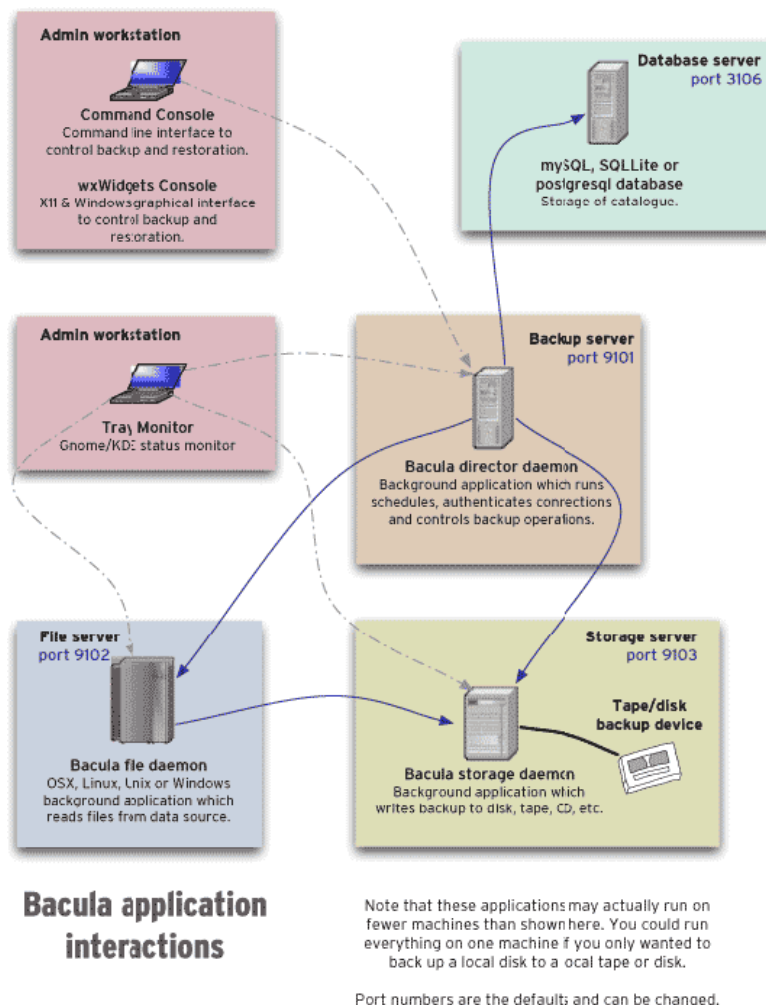 Admin workstation
Command Console
Command line interface to
control backup and restoration.
wxWidgets Console
X11 & Windows graphical interface
to control backup and
restoration.
Database server
port 3106
mySQL, SQLLite or
postgresql database
Storage of catalogue.
Admin workstation
Tray Monitor
Gnome/KDE status monitor
Backup server
port 9101
Bacula director daemon
Background application which runs
schedules, authenticates connections
and controls backup operations.
File server
port 9102
Bacula file daemon
OSX, Linux, Unix or Windows
background application which
reads files from data source.
Storage server
port 9103
Tape/disk
backup device
Bacula storage daemon
Background application which
writes backup to disk, tape, CD, etc.
Bacula application
interactions
Note that these applications may actually run on
fewer machines than shown here. You could run
everything on one machine if you only wanted to
back up a local disk to a local tape or disk.
Port numbers are the defaults and can be changed.